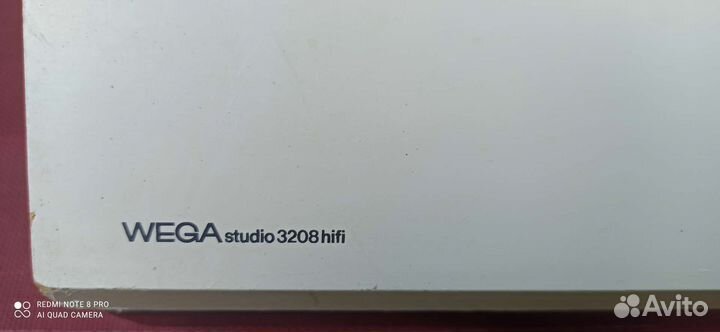 WEGA studio 3208 hifi
REDMI NOTE 8 PRO
AI QUAD CAMERA
Avito